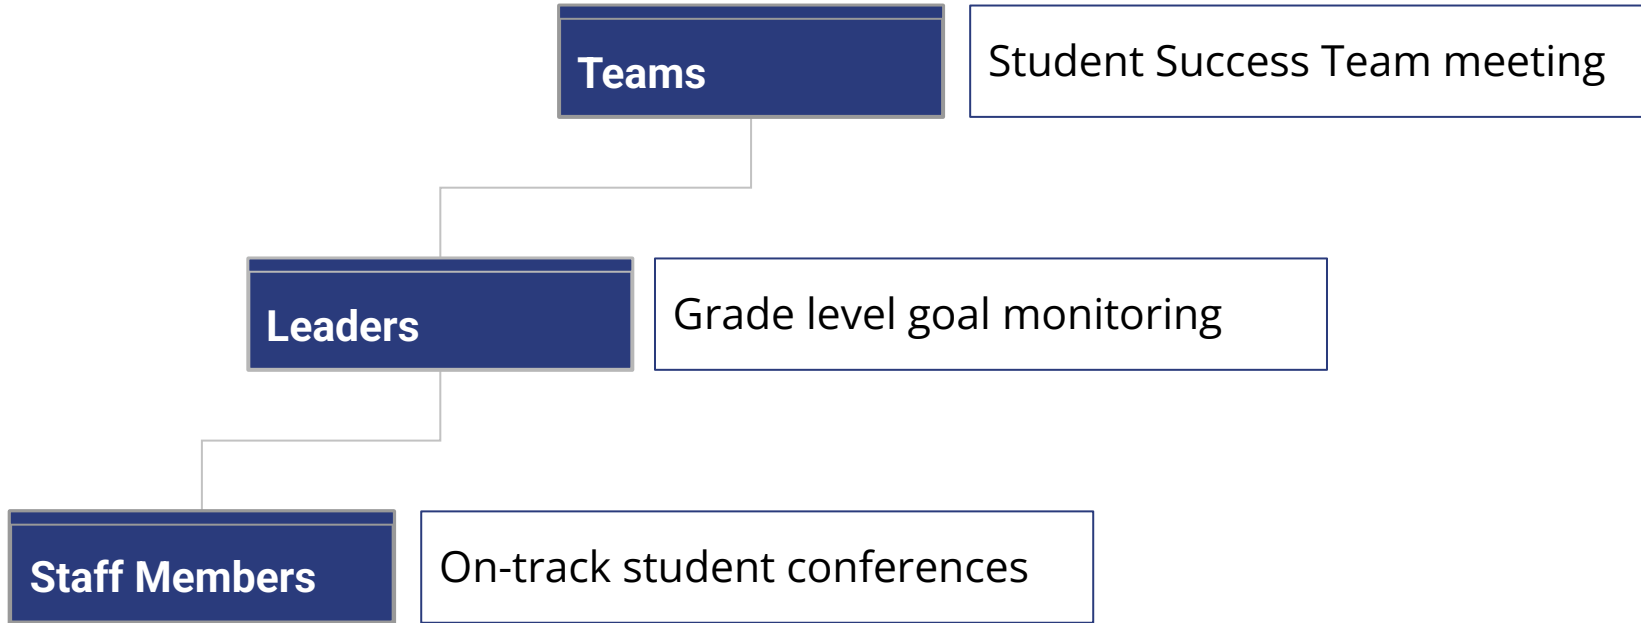 Teams
Student Success Team meeting
Leaders
Grade level goal monitoring
Staff Members
On-track student conferences